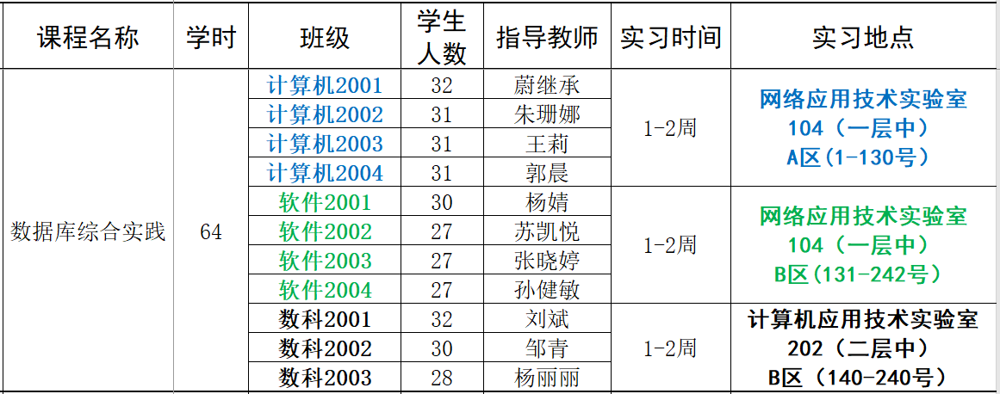 课程名称 学时 班级 学生人数 指导教师 实习时间 实习地点
数据库综合实践 64
计算机2001 32 蔚继承
计算机2002 31 朱珊娜
计算机2003 31 王莉
计算机2004 31 郭晨
1-2周
网络应用技术实验室
104（一层中）
A区(1-130号）
软件2001 30 杨婧
软件2002 27 苏凯悦
软件2003 27 张晓婷
软件2004 27 孙健敏
1-2周
网络应用技术实验室
104（一层中）
B区(131-242号）
数科2001 32 刘斌
数科2002 30 邹青
数科2003 28 杨丽丽
1-2周
计算机应用技术实验室
202（二层中）
B区（140-240号）